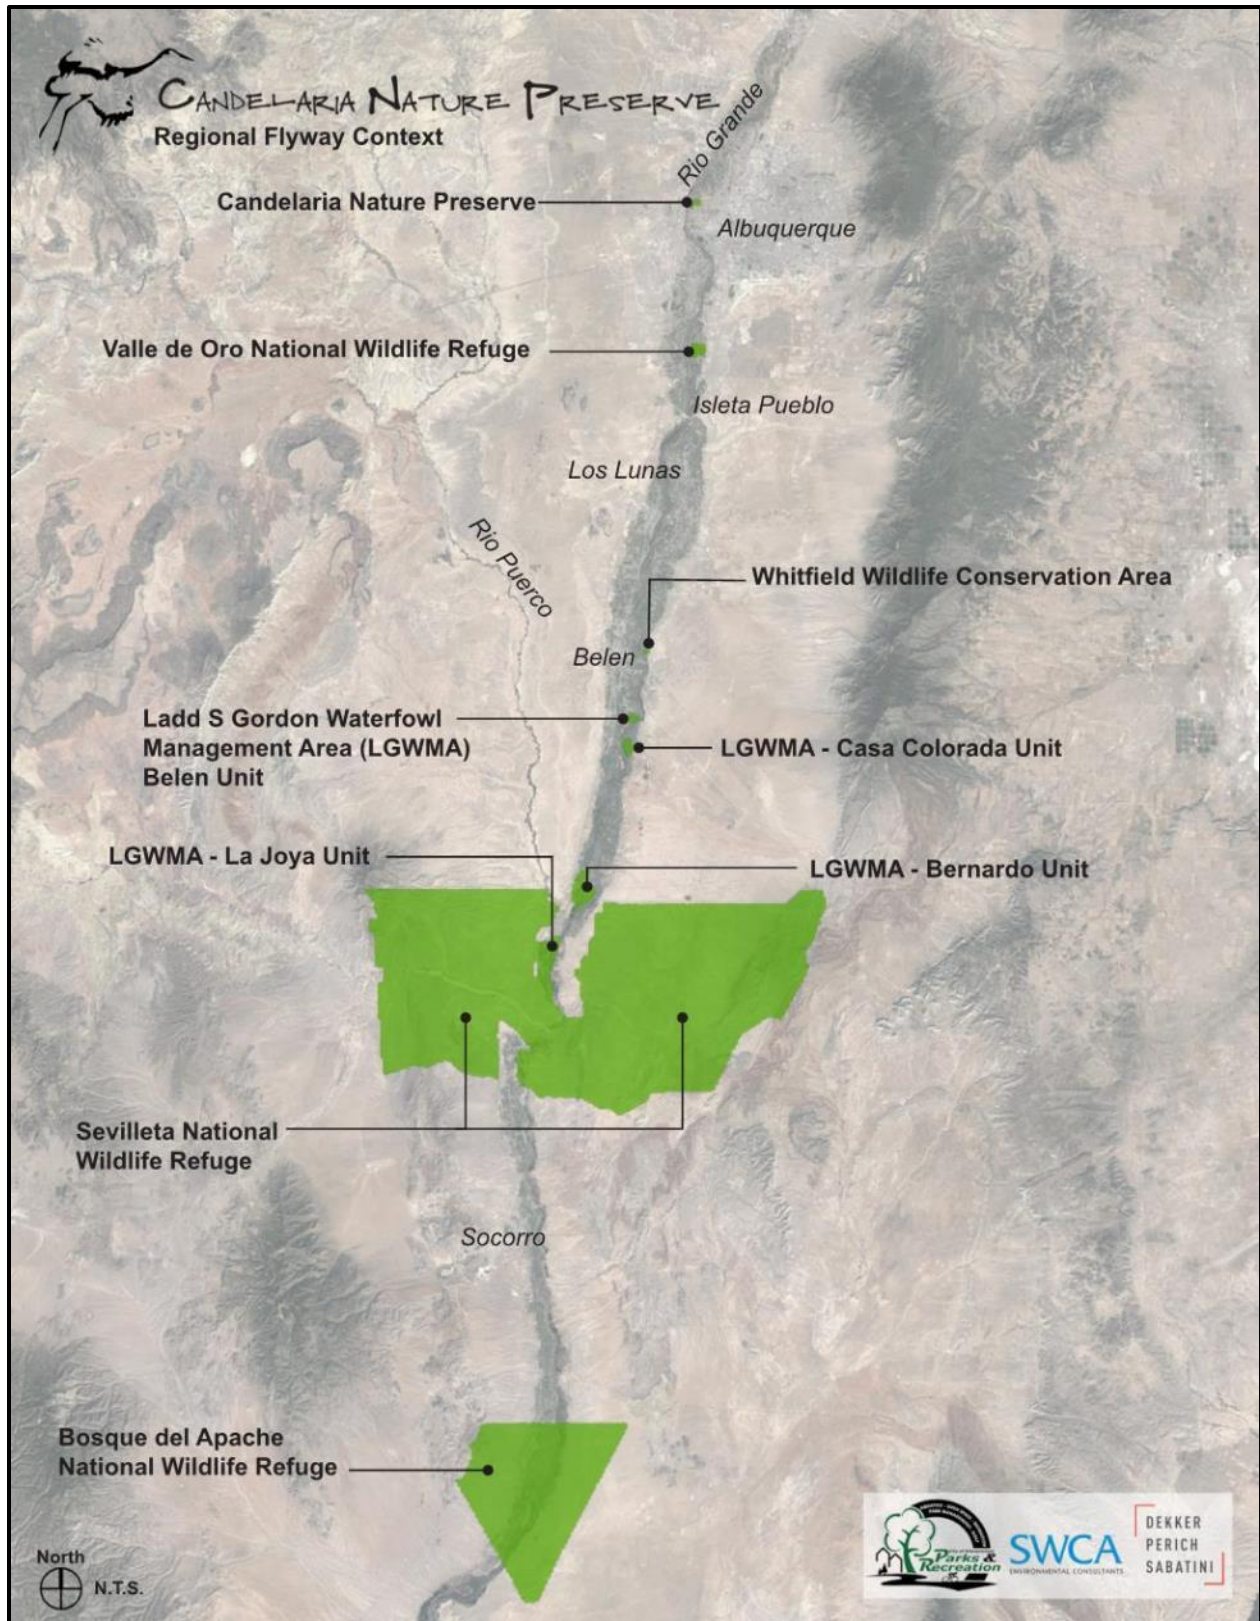 CANDELARIA NATURE PRESERVE
Regional Flyway Context
Rio Grande
Candelaria Nature Preserve
Albuquerque
Valle de Oro National Wildlife Refuge
Isleta Pueblo
Los Lunas
Rio Puerco
Whitfield Wildlife Conservation Area
Belen
Ladd S Gordon Waterfowl
Management Area (LGWMA)
Belen Unit
LGWMA - Casa Colorada Unit
LGWMA - La Joya Unit
LGWMA - Bernardo Unit
Sevilleta National
Wildlife Refuge
Socorro
Bosque del Apache
National Wildlife Refuge
North
N.T.S.
Parks &
Recreation
SWCA
ENVIRONMENTAL CONSULTANTS
DEKKER
PERICH
SABATINI